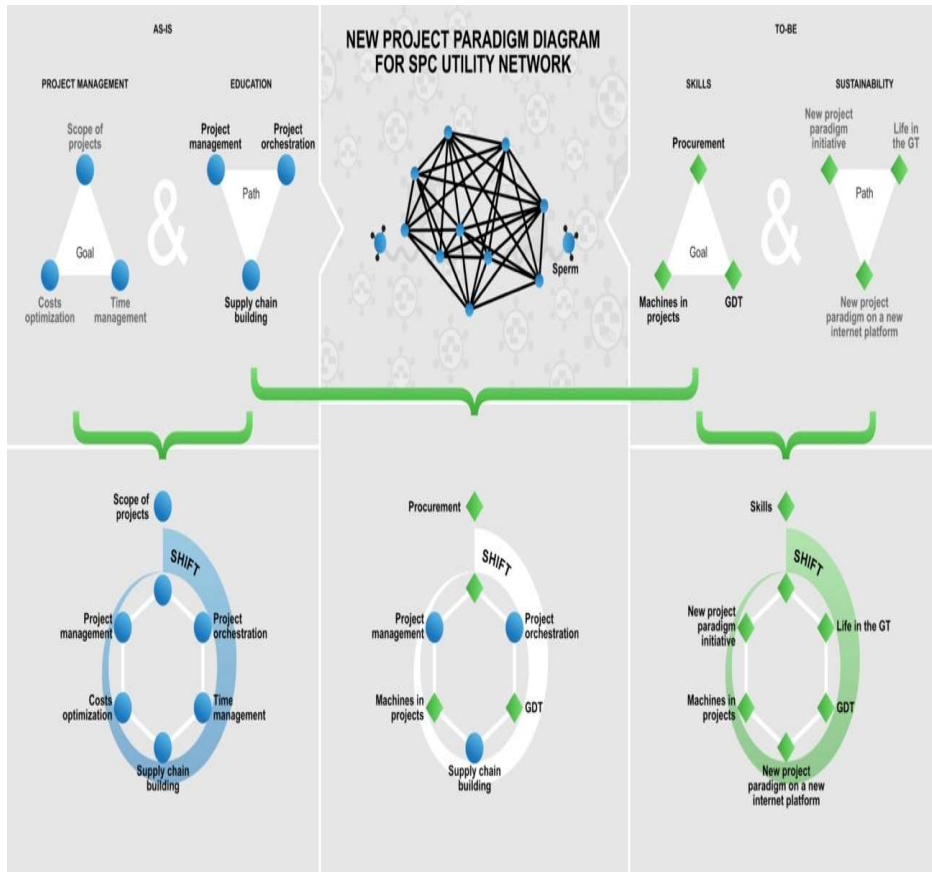 AS-IS
PROJECT MANAGEMENT
EDUCATION
Scope of
projects
Goal
Costs
optimization
Time
management
&
Project
management
Project
orchestration
Path
Supply chain
building
NEW PROJECT PARADIGM DIAGRAM
FOR SPC UTILITY NETWORK
Sperm
TO-BE
SKILLS
SUSTAINABILITY
Procurement
Goal
Machines in
projects
GDT
&
New project
paradigm
initiative
Life in
the GT
Path
New project
paradigm on a new
internet platform
Scope of
projects
SHIFT
Project
management
Project
orchestration
Costs
optimization
Time
management
Supply chain
building
Procurement
SHIFT
Project
management
Project
orchestration
Machines in
projects
GDT
Supply chain
building
Skills
SHIFT
New project
paradigm
initiative
Life in the GT
Machines in
projects
GDT
New project
paradigm on a new
internet platform